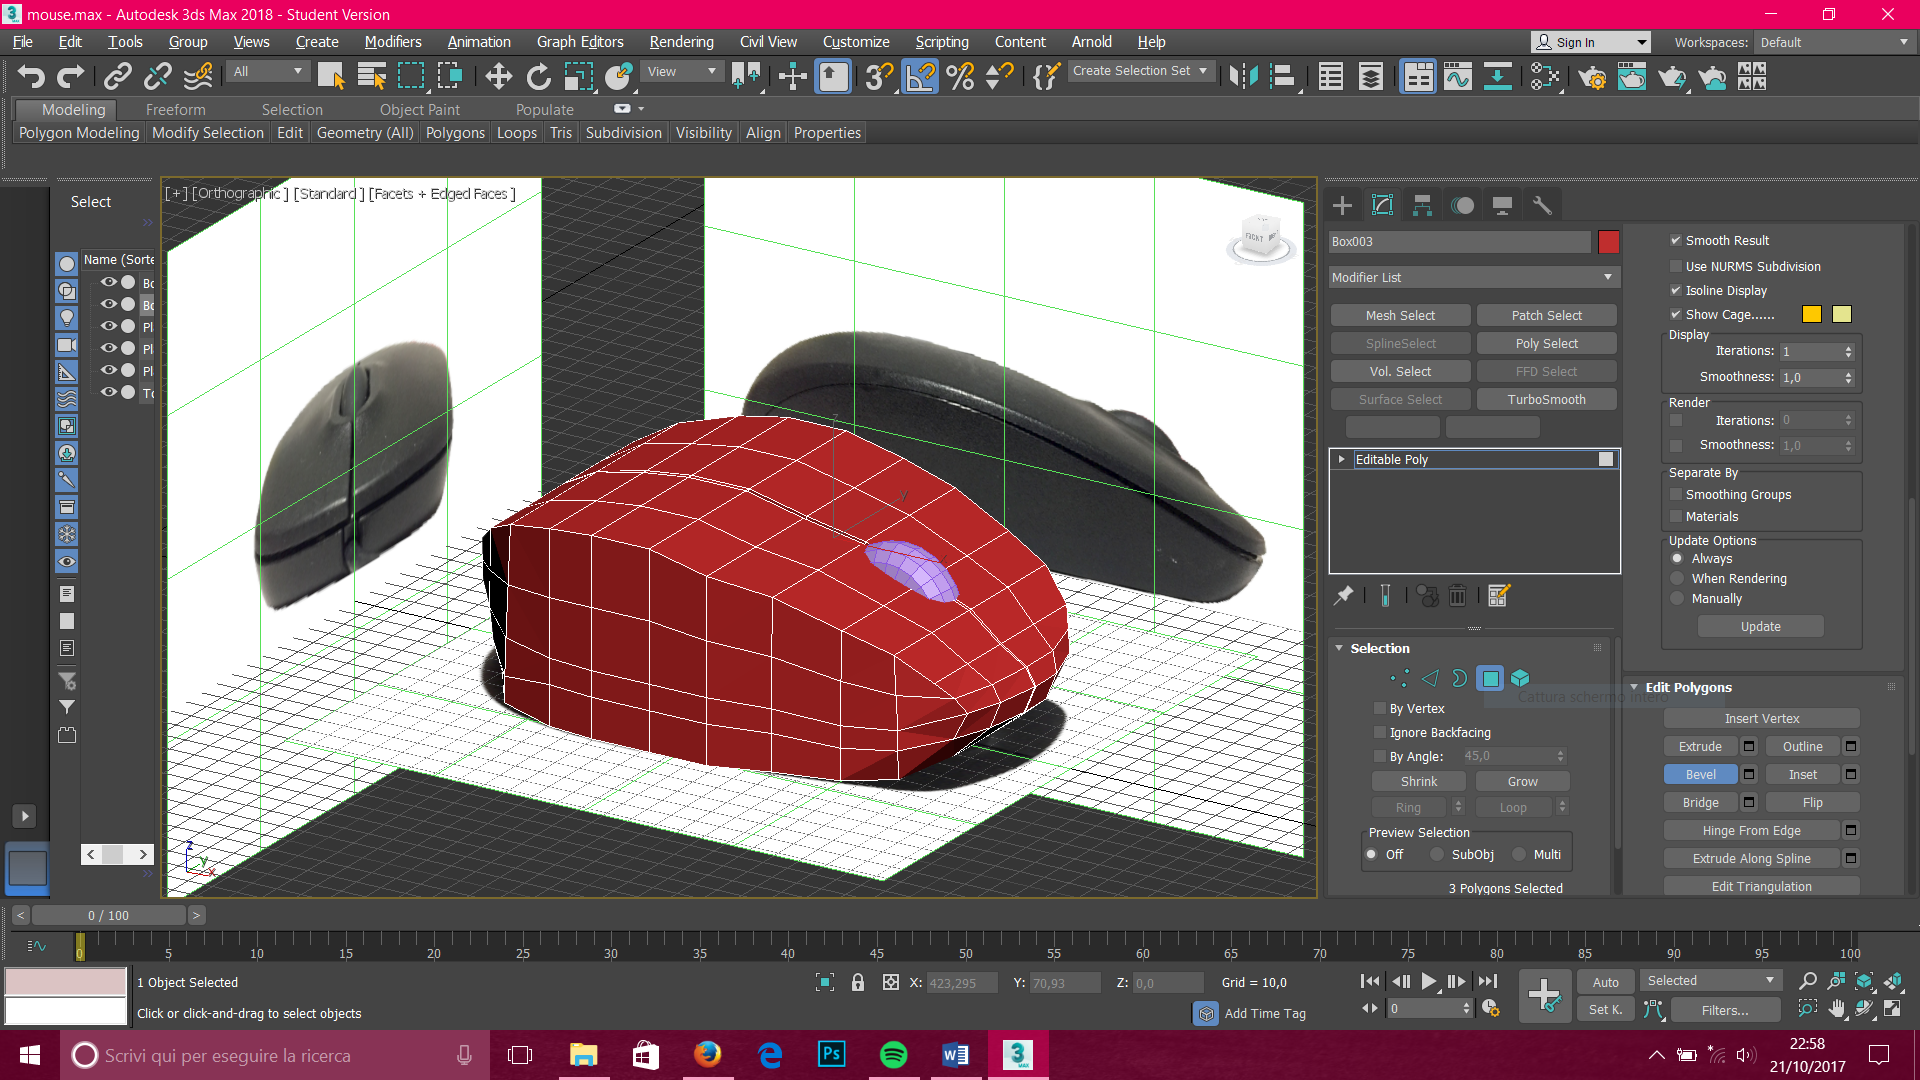 mouse.max - Autodesk 3ds Max 2018 - Student Version
File Edit Tools Group Views Create Modifiers Animation Graph Editors Rendering Civil View Customize Scripting Content Arnold Help Sign In Workspaces: Default
All View Create Selection Set
Modeling Freeform Selection Object Paint Populate
Polygon Modeling Modify Selection Edit Geometry (All) Polygons Loops Tris Subdivision Visibility Align Properties
[+] [Orthographic ] [Standard ] [Facets + Edged Faces ]
Select
Name (Sorte
Bo
Bo
Pl
Pl
Pl
To
FRONT
z
y
x
Box003
Modifier List
Mesh Select Patch Select
SplineSelect Poly Select
Vol. Select FFD Select
Surface Select TurboSmooth
Editable Poly
Selection
By Vertex
Ignore Backfacing
By Angle: 45,0
Shrink Grow
Ring Loop
Preview Selection
Off SubObj Multi
3 Polygons Selected
Cattura schermo intero
Smooth Result
Use NURMS Subdivision
Isoline Display
Show Cage......
Display
Iterations: 1
Smoothness: 1,0
Render
Iterations: 0
Smoothness: 1,0
Separate By
Smoothing Groups
Materials
Update Options
Always
When Rendering
Manually
Update
Edit Polygons
Insert Vertex
Extrude Outline
Bevel Inset
Bridge Flip
Hinge From Edge
Extrude Along Spline
Edit Triangulation
< 0 / 100 >
0 5 10 15 20 25 30 35 40 45 50 55 60 65 70 75 80 85 90 95 100
1 Object Selected X: 423,295 Y: 70,93 Z: 0,0 Grid = 10,0 Auto Selected
Click or click-and-drag to select objects Add Time Tag 0 Set K. Filters...
Scrivi qui per eseguire la ricerca
Ps
3
MAX
22:58
21/10/2017